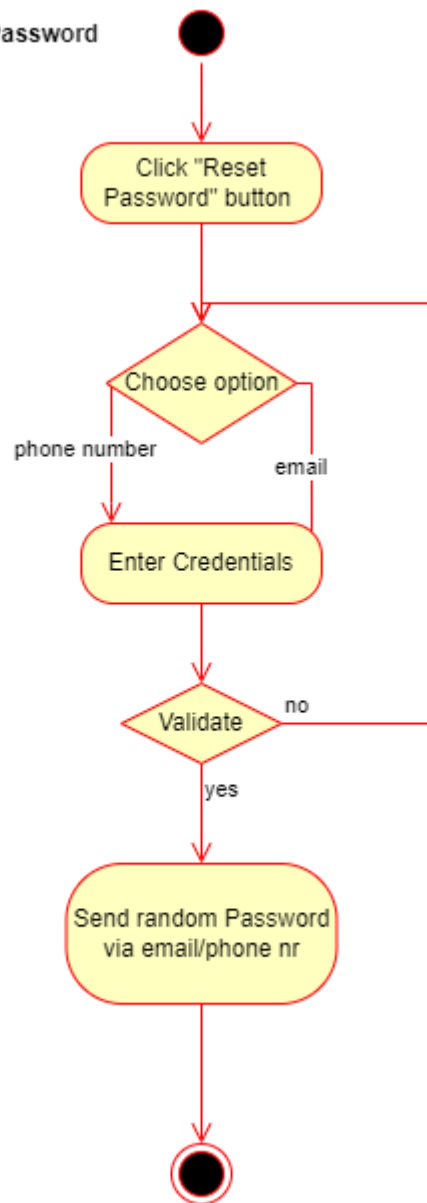 Password
Click "Reset
Password" button
Choose option
phone number
email
Enter Credentials
Validate
no
yes
Send random Password
via email/phone nr